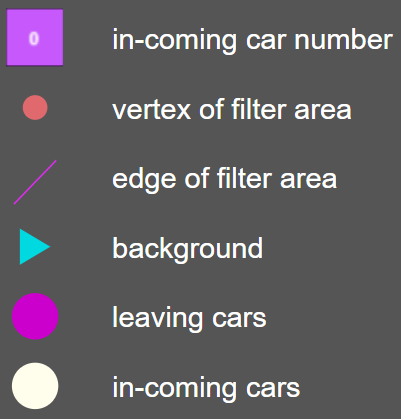 0 in-coming car number
vertex of filter area
edge of filter area
background
leaving cars
in-coming cars